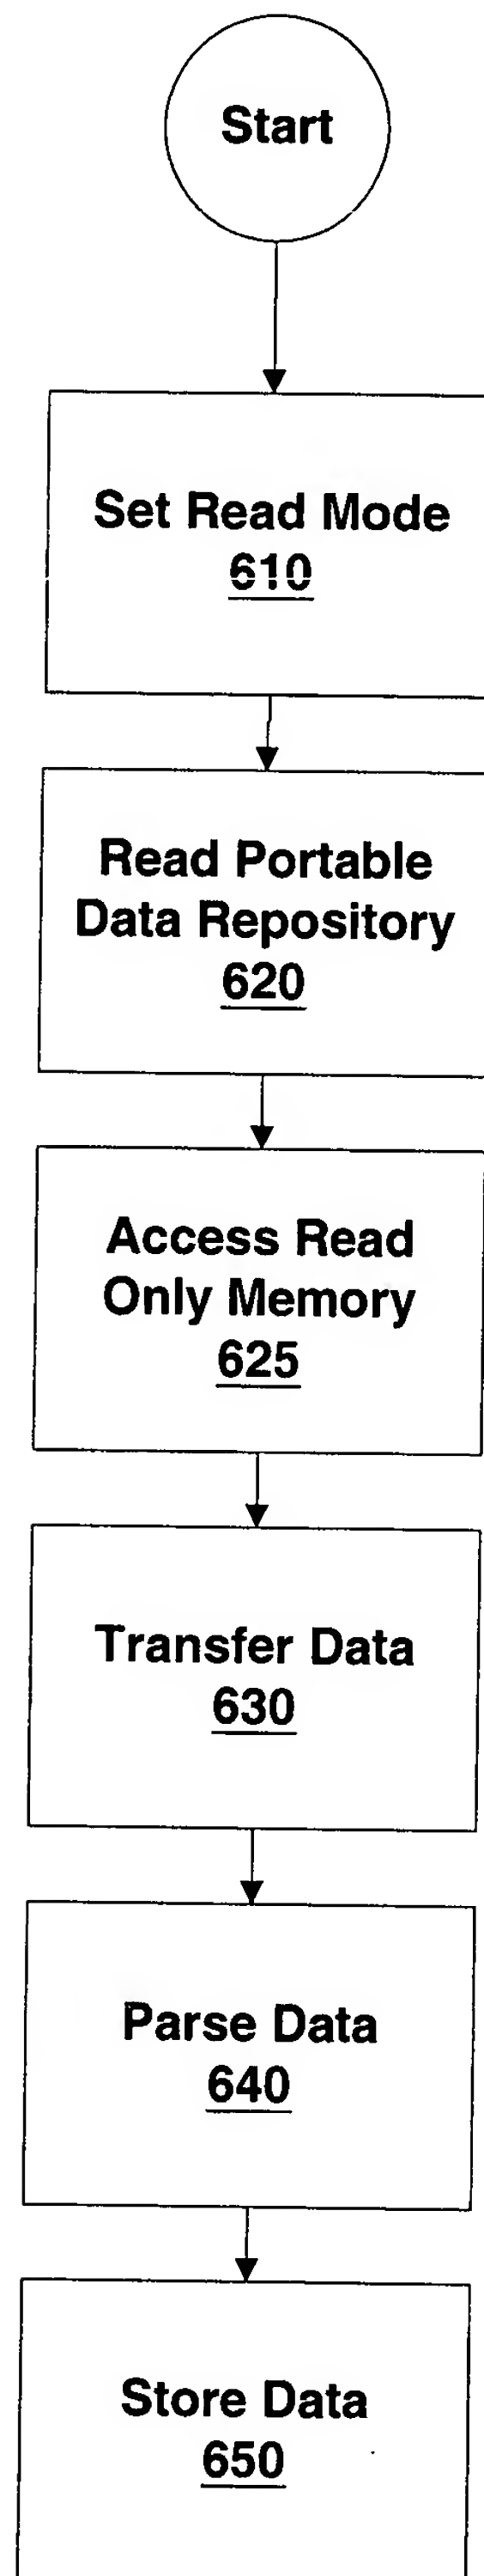 Start
Set Read Mode
610
Read Portable
Data Repository
620
Access Read
Only Memory
625
Transfer Data
630
Parse Data
640
Store Data
650